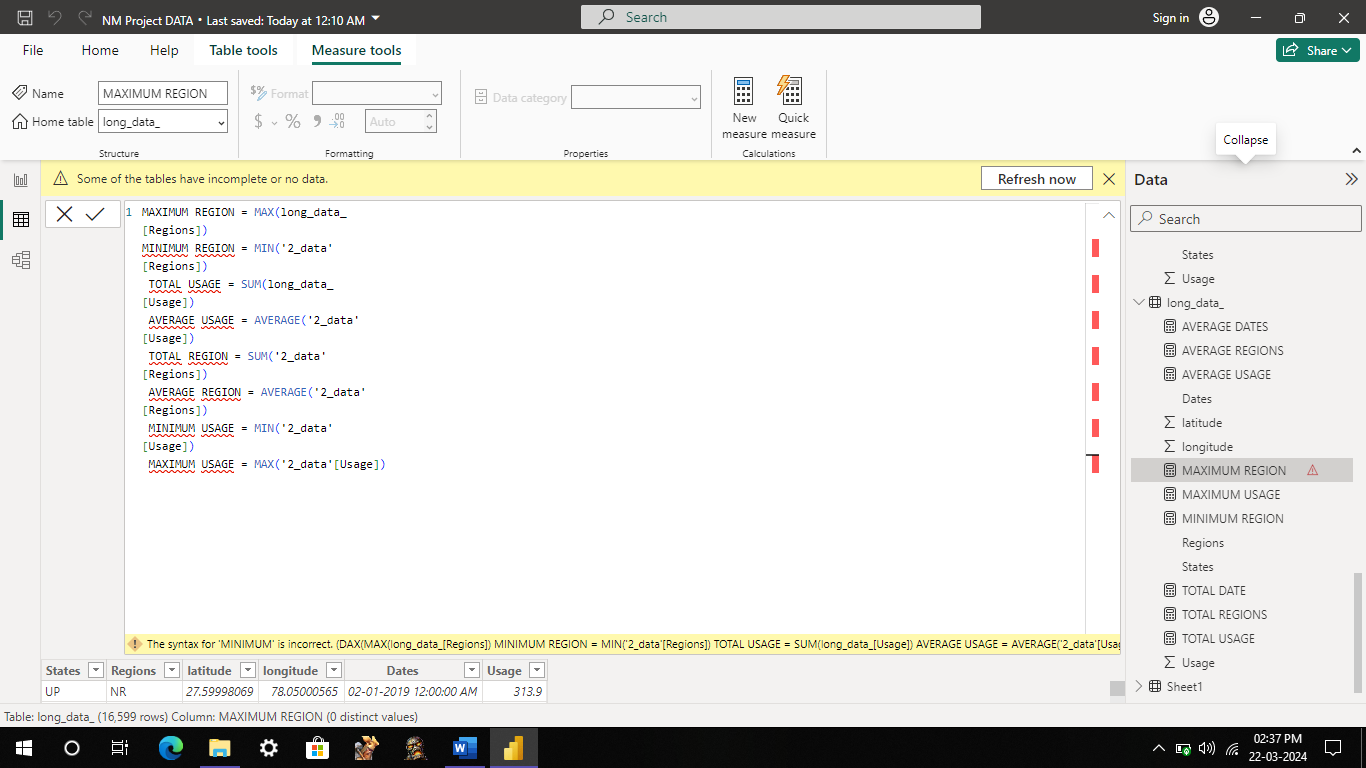 NM Project DATA • Last saved: Today at 12:10 AM
Search
Sign in
File
Home
Help
Table tools
Measure tools
Share
Name
MAXIMUM REGION
Home table
long_data_
Structure
$% Format
$ % 9 .00
Auto
Formatting
Data category
Properties
New measure
Quick measure
Calculations
Collapse
Some of the tables have incomplete or no data.
Refresh now
1 MAXIMUM REGION = MAX(long_data_
[Regions])
MINIMUM REGION = MIN('2_data'
[Regions])
TOTAL USAGE = SUM(long_data_
[Usage])
AVERAGE USAGE = AVERAGE('2_data'
[Usage])
TOTAL REGION = SUM('2_data'
[Regions])
AVERAGE REGION = AVERAGE('2_data'
[Regions])
MINIMUM USAGE = MIN('2_data'
[Usage])
MAXIMUM USAGE = MAX('2_data'[Usage])
The syntax for 'MINIMUM' is incorrect. (DAX(MAX(long_data_[Regions]) MINIMUM REGION = MIN('2_data'[Regions]) TOTAL USAGE = SUM(long_data_[Usage]) AVERAGE USAGE = AVERAGE('2_data'[Usag
States Regions latitude longitude Dates Usage
UP NR 27.59998069 78.05000565 02-01-2019 12:00:00 AM 313.9
Data
Search
States
Σ Usage
long_data_
AVERAGE DATES
AVERAGE REGIONS
AVERAGE USAGE
Dates
Σ latitude
Σ longitude
MAXIMUM REGION
MAXIMUM USAGE
MINIMUM REGION
Regions
States
TOTAL DATE
TOTAL REGIONS
TOTAL USAGE
Σ Usage
Sheet1
Table: long_data_ (16,599 rows) Column: MAXIMUM REGION (0 distinct values)
02:37 PM
22-03-2024